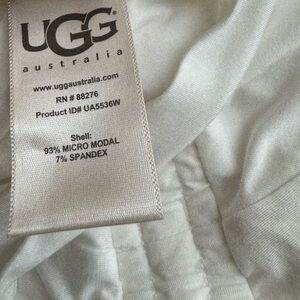 UGG
australia
www.uggaustralia.com
RN # 88276
Product ID# UA5536W
Shell:
93% MICRO MODAL
7% SPANDEX